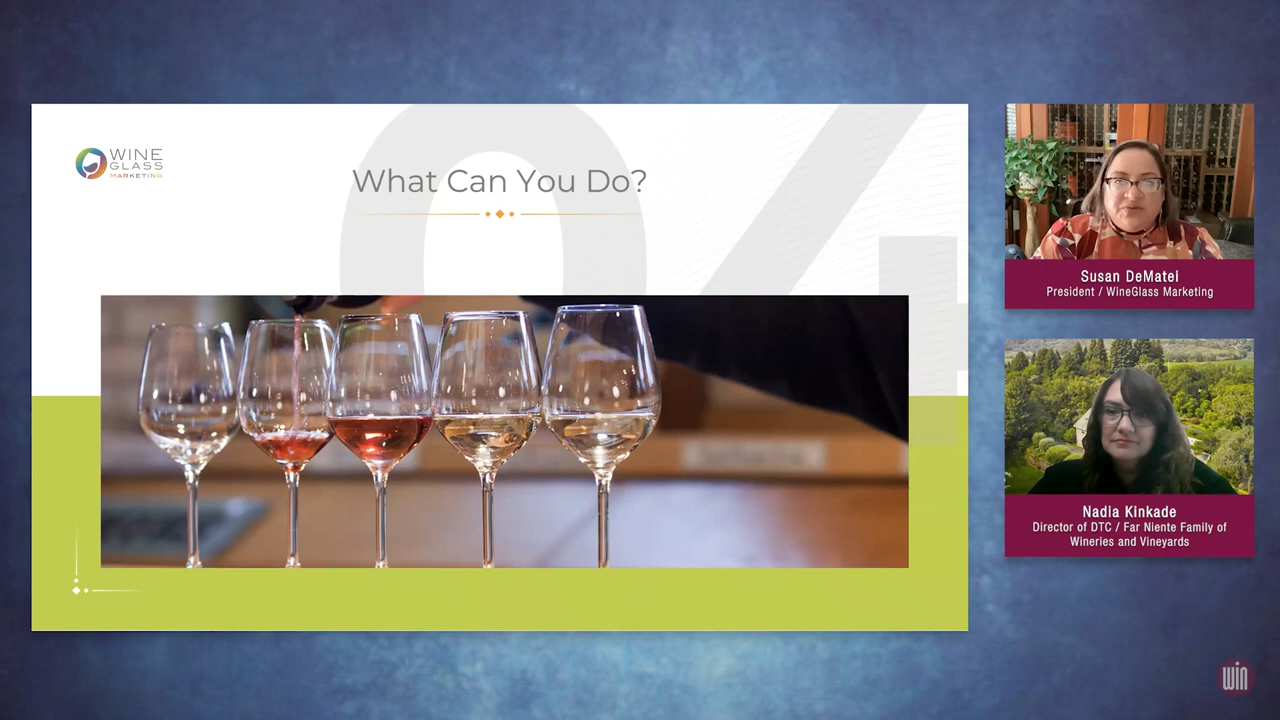 WINE
GLASS
MARKETING
04
What Can You Do?
Susan DeMatei
President / WineGlass Marketing
Nadia Kinkade
Director of DTC / Far Niente Family of
Wineries and Vineyards
win